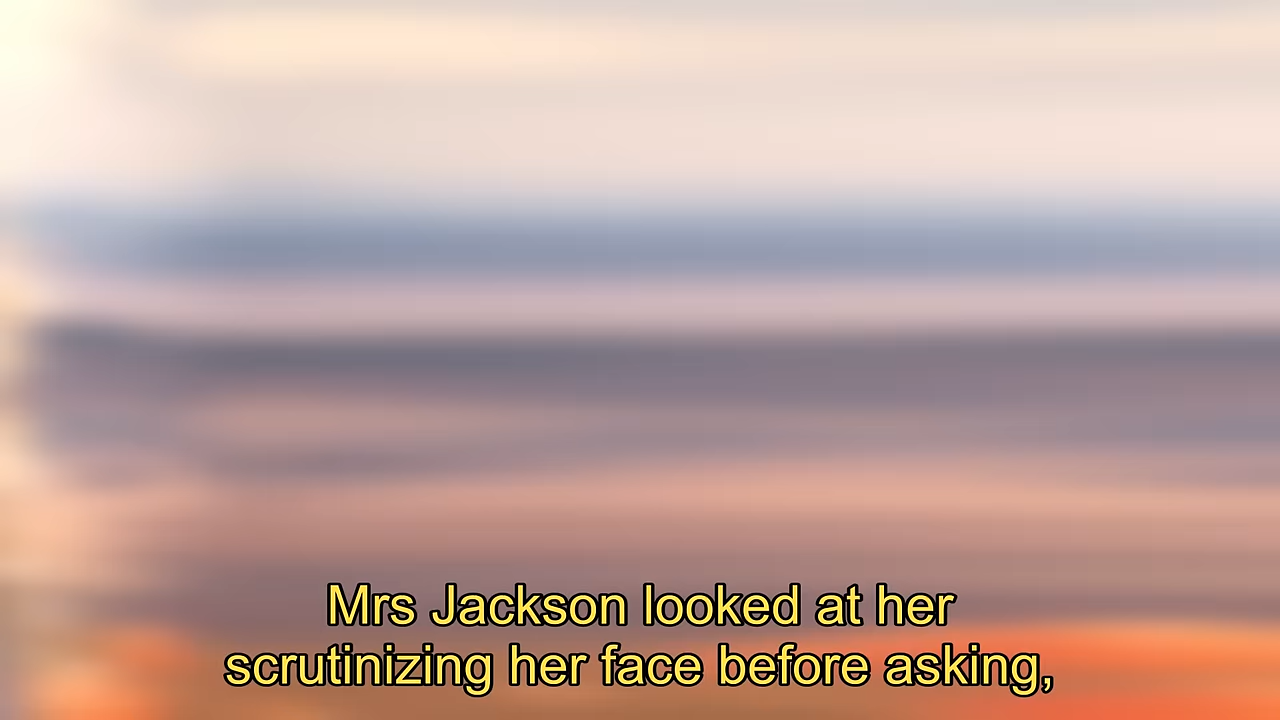 Mrs Jackson looked at her
scrutinizing her face before asking,